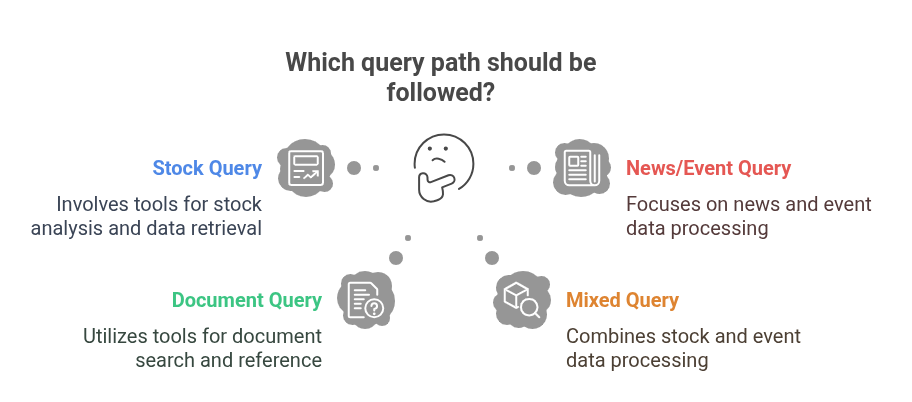 Which query path should be
followed?
Stock Query
Involves tools for stock
analysis and data retrieval
News/Event Query
Focuses on news and event
data processing
Document Query
Utilizes tools for document
search and reference
Mixed Query
Combines stock and event
data processing